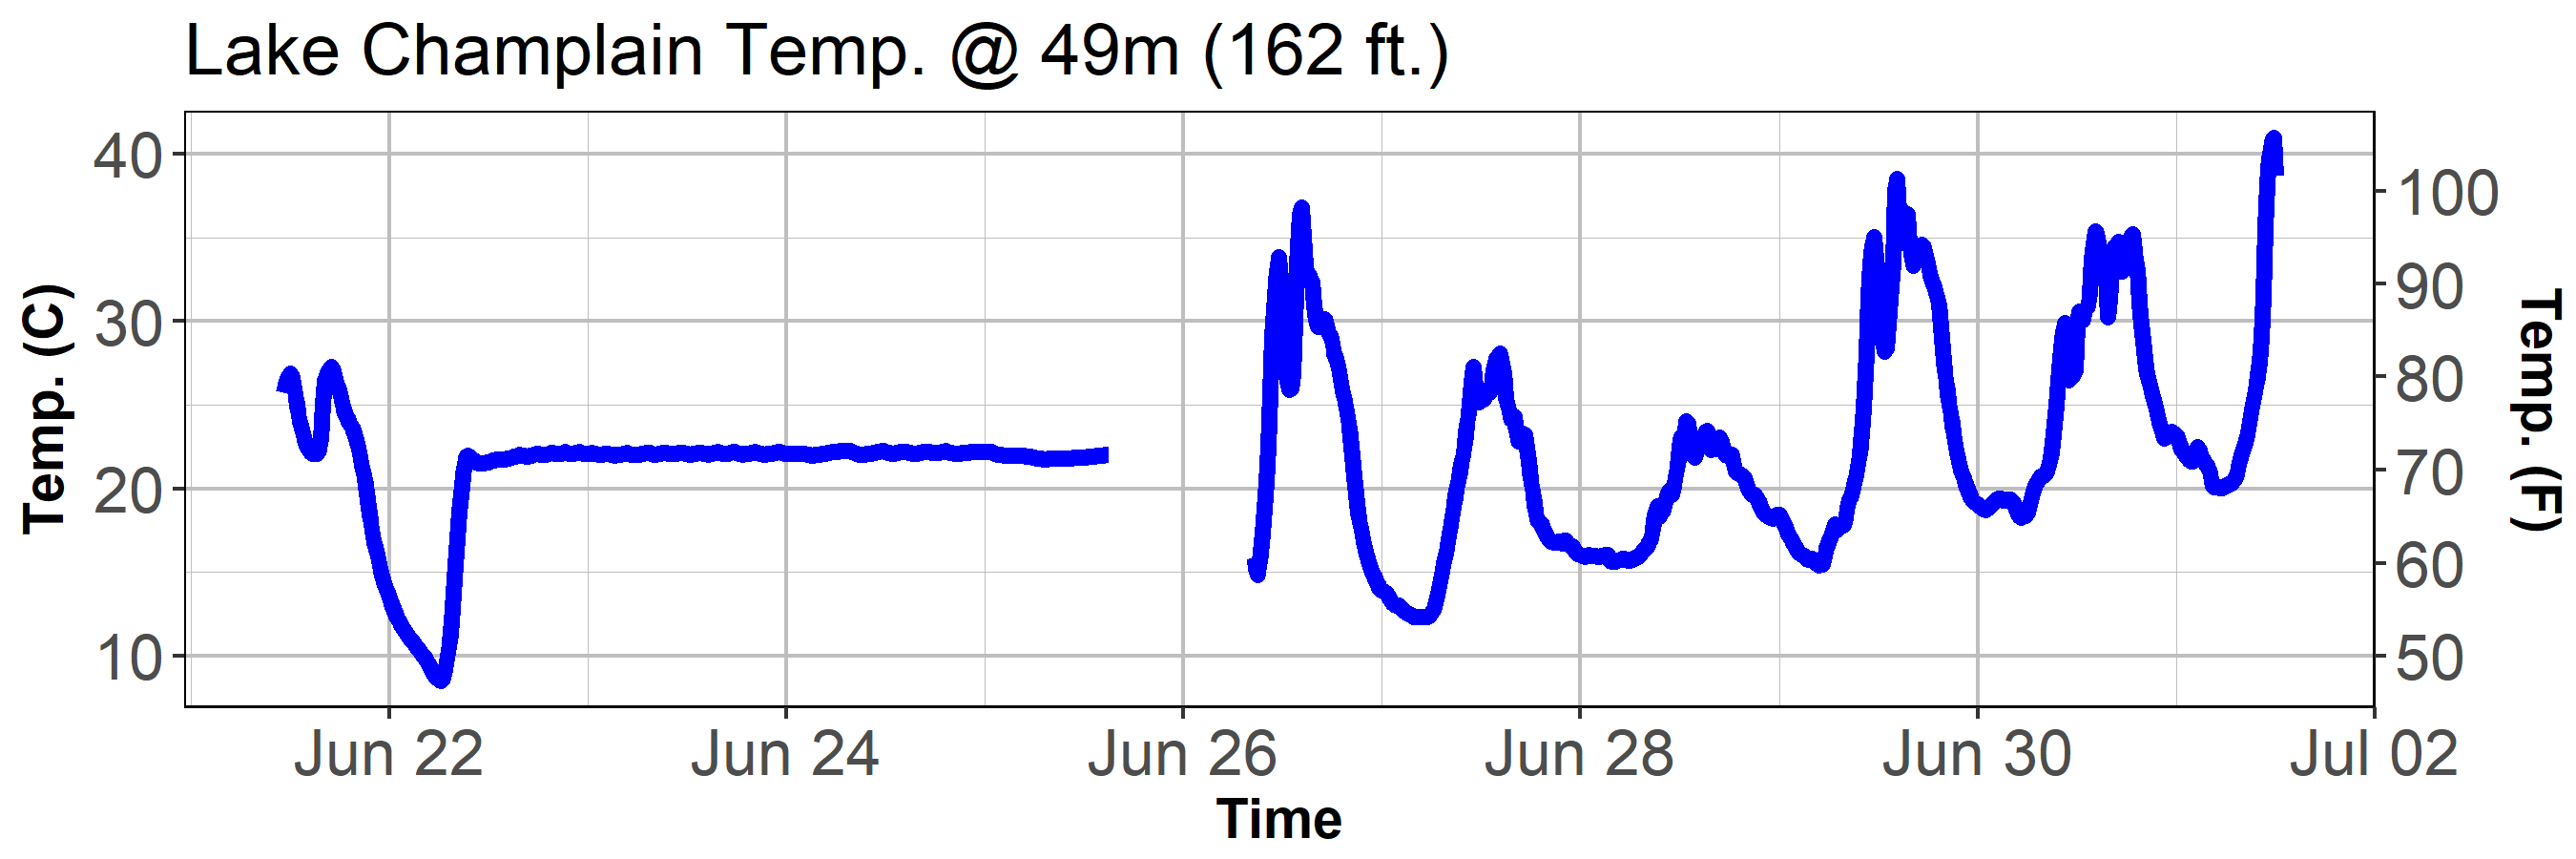 Lake Champlain Temp. @ 49m (162 ft.)
Temp. (C)
40
30
20
10
100
90
80
70
60
50
Temp. (F)
Jun 22 Jun 24 Jun 26 Jun 28 Jun 30 Jul 02
Time